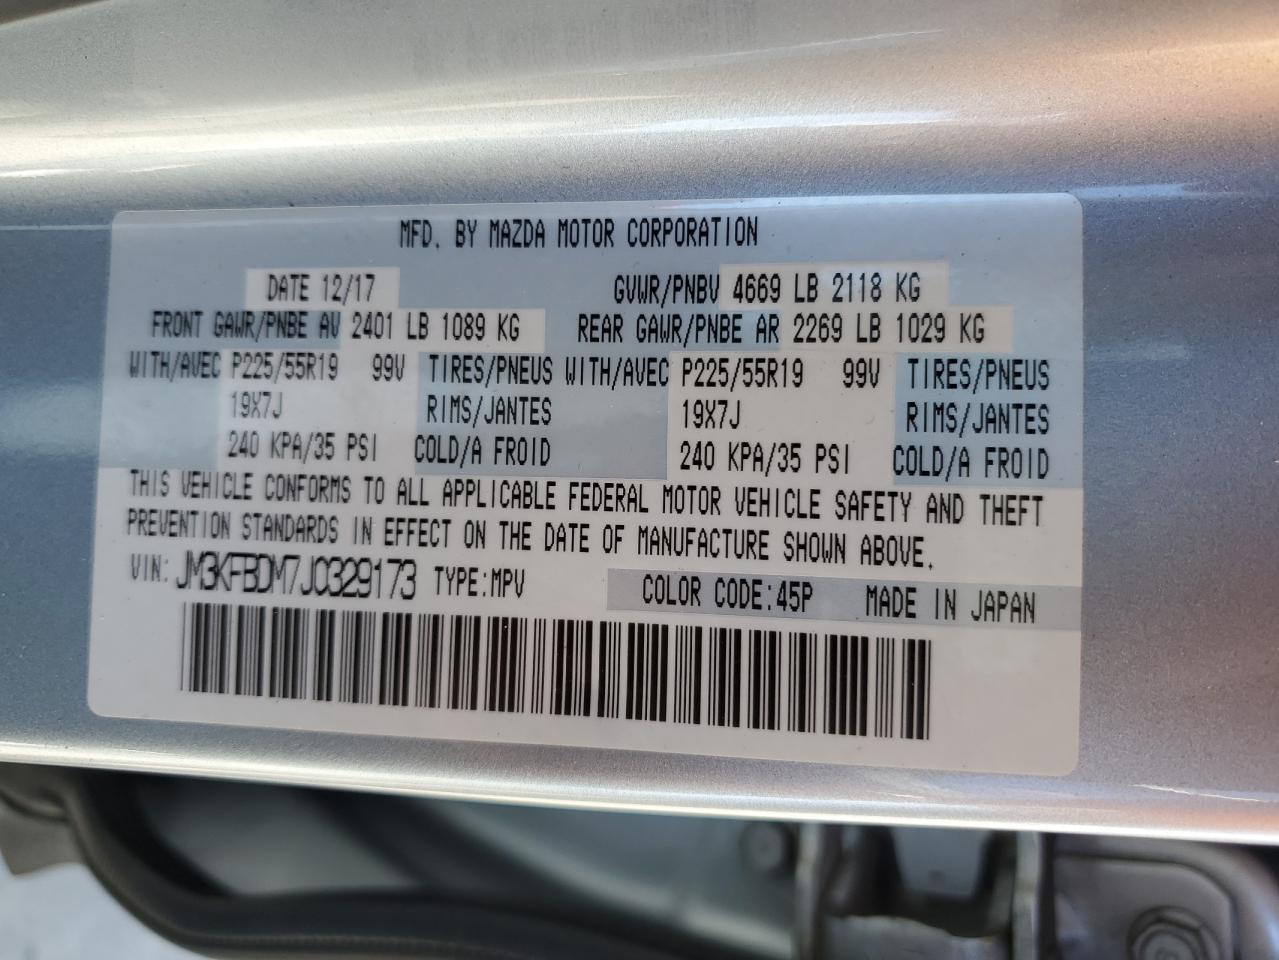 MFD. BY MAZDA MOTOR CORPORATION
DATE 12/17 GVWR/PNBV 4669 LB 2118 KG
FRONT GAWR/PNBE AV 2401 LB 1089 KG REAR GAWR/PNBE AR 2269 LB 1029 KG
WITH/AVEC P225/55R19 99V TIRES/PNEUS WITH/AVEC P225/55R19 99V TIRES/PNEUS
19X7J RIMS/JANTES 19X7J RIMS/JANTES
240 KPA/35 PSI COLD/A FROID 240 KPA/35 PSI COLD/A FROID
THIS VEHICLE CONFORMS TO ALL APPLICABLE FEDERAL MOTOR VEHICLE SAFETY AND THEFT
PREVENTION STANDARDS IN EFFECT ON THE DATE OF MANUFACTURE SHOWN ABOVE.
VIN: JM3KFBDM7J0329173 TYPE:MPV COLOR CODE:45P MADE IN JAPAN